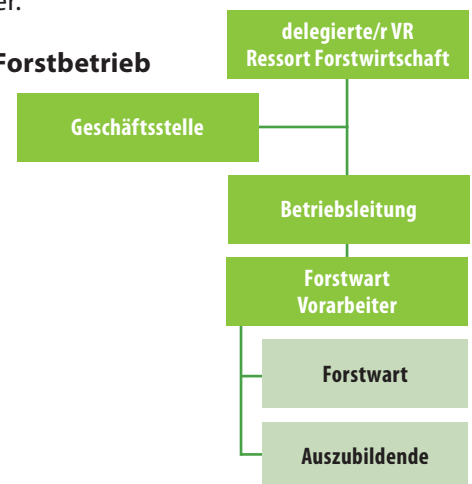 er.
Forstbetrieb
delegierte/r VR
Ressort Forstwirtschaft
Geschäftsstelle
Betriebsleitung
Forstwart
Vorarbeiter
Forstwart
Auszubildende